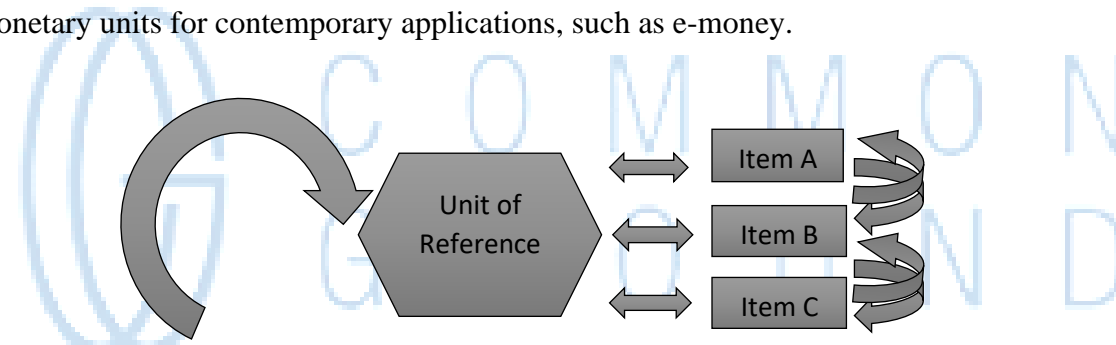 onetary units for contemporary applications, such as e-money.
C O M M O N
Unit of
Reference
Item A
Item B
Item C